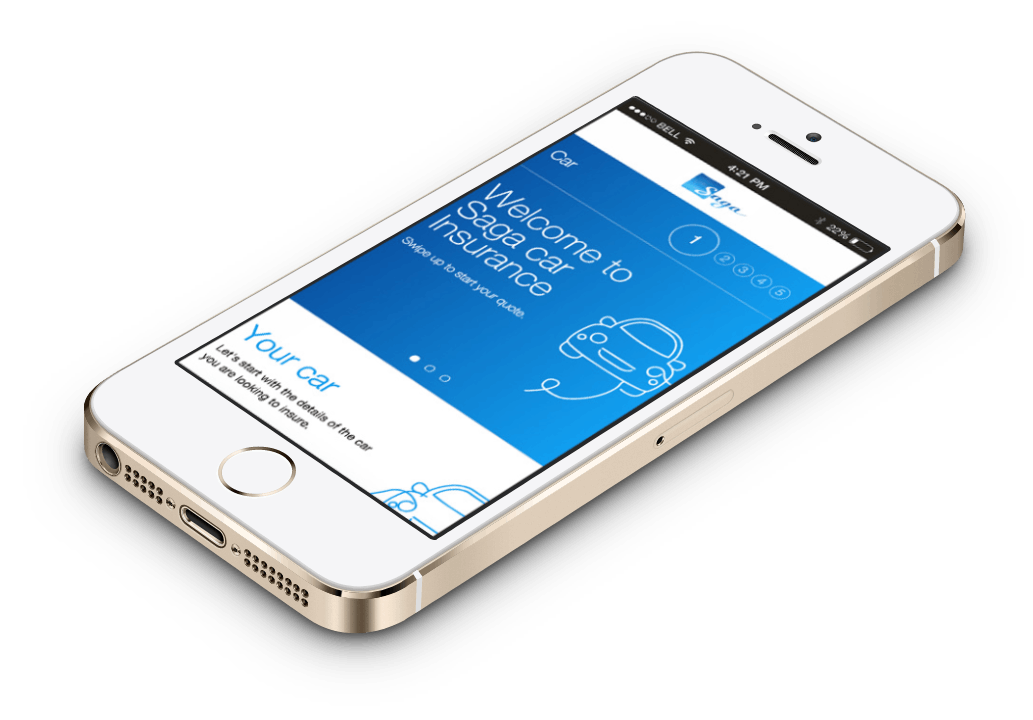 BELL 4:21 PM 22%
Saga
Car
1 2 3 4 5
Welcome to
Saga car
Insurance
Swipe up to start your quote.
Your car
Let's start with the details of the car
you are looking to insure.